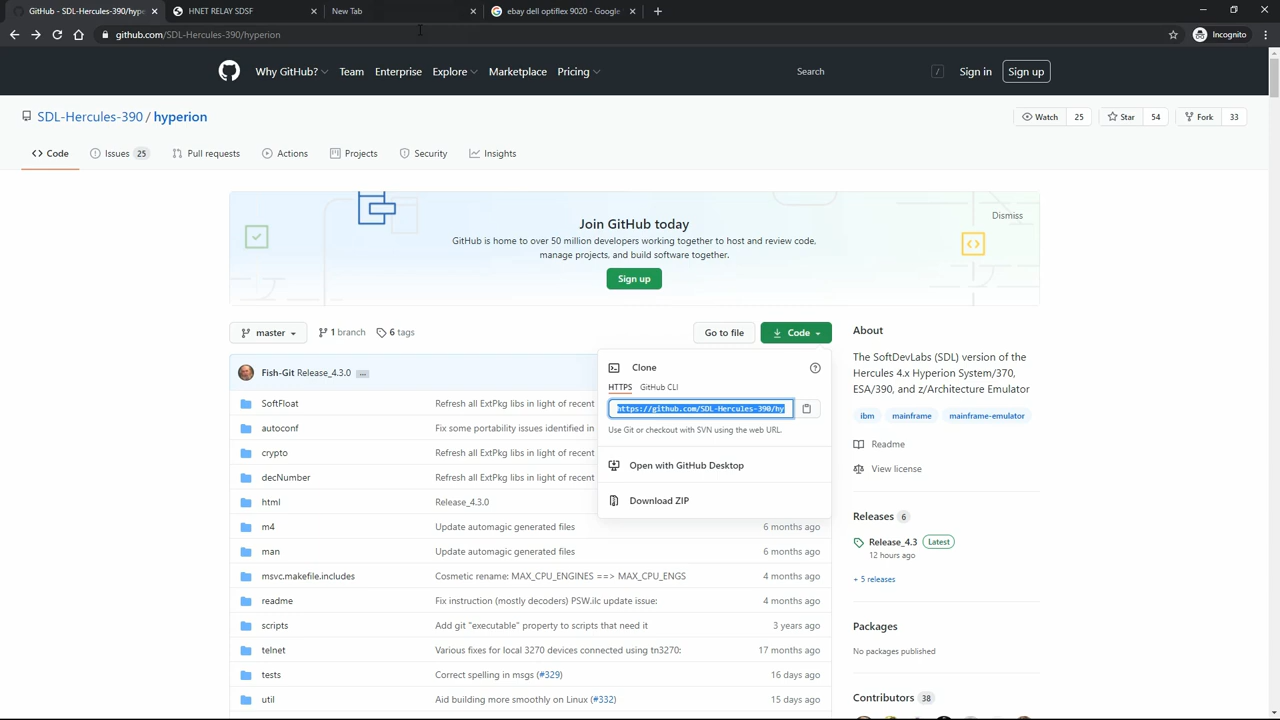 GitHub - SDL-Hercules-390/hype
HNET RELAY SDSF
New Tab
ebay dell optiflex 9020 - Google
github.com/SDL-Hercules-390/hyperion
Incognito
Why GitHub?
Team
Enterprise
Explore
Marketplace
Pricing
Search
/
Sign in
Sign up
SDL-Hercules-390 / hyperion
Watch 25
Star 54
Fork 33
Code
Issues 25
Pull requests
Actions
Projects
Security
Insights
Join GitHub today
Dismiss
GitHub is home to over 50 million developers working together to host and review code,
manage projects, and build software together.
Sign up
master
1 branch
6 tags
Go to file
Code
Fish-Git Release_4.3.0 ...
Clone
HTTPS GitHub CLI
https://github.com/SDL-Hercules-390/hy
Use Git or checkout with SVN using the web URL.
Open with GitHub Desktop
Download ZIP
SoftFloat Refresh all ExtPkg libs in light of recent
autoconf Fix some portability issues identified in
crypto Refresh all ExtPkg libs in light of recent
decNumber Refresh all ExtPkg libs in light of recent
html Release_4.3.0
m4 Update automagic generated files 6 months ago
man Update automagic generated files 6 months ago
msvc.makefile.includes Cosmetic rename: MAX_CPU_ENGINES ==> MAX_CPU_ENGS 4 months ago
readme Fix instruction (mostly decoders) PSW.ilc update issue: 4 months ago
scripts Add git "executable" property to scripts that need it 3 years ago
telnet Various fixes for local 3270 devices connected using tn3270: 17 months ago
tests Correct spelling in msgs (#329) 16 days ago
util Aid building more smoothly on Linux (#332) 15 days ago
About
The SoftDevLabs (SDL) version of the
Hercules 4.x Hyperion System/370,
ESA/390, and z/Architecture Emulator
ibm mainframe mainframe-emulator
Readme
View license
Releases 6
Release_4.3 Latest
12 hours ago
+ 5 releases
Packages
No packages published
Contributors 38